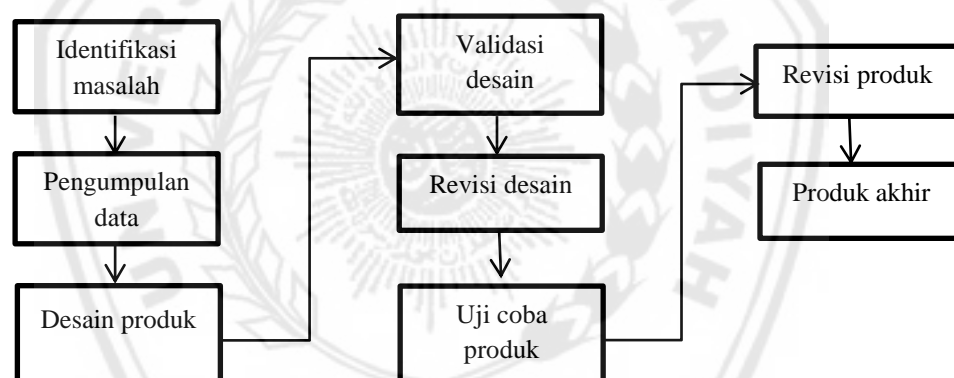 Identifikasi
masalah
Pengumpulan
data
Desain produk
Validasi
desain
Revisi desain
Uji coba
produk
Revisi produk
Produk akhir